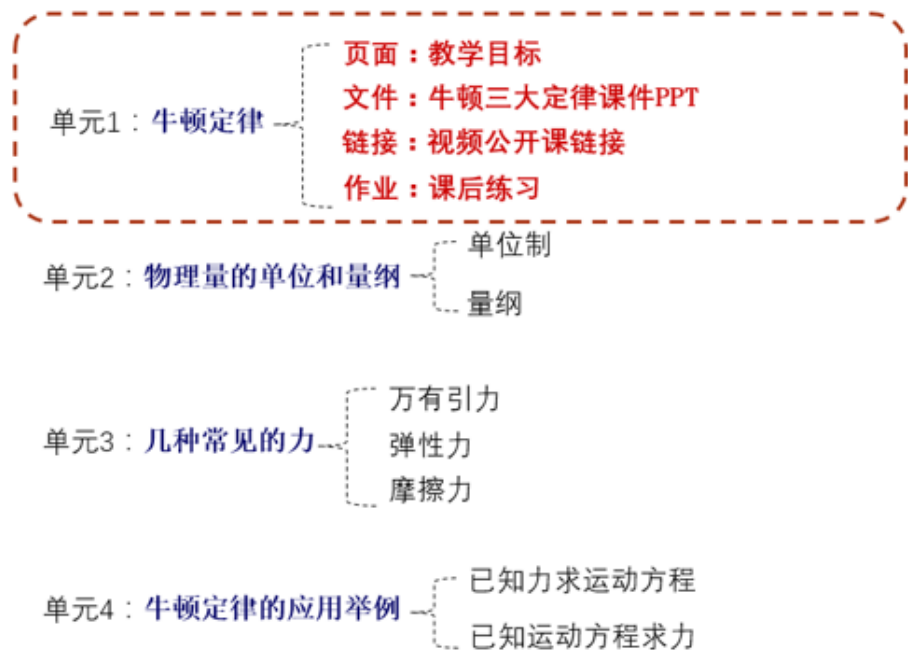 页面：教学目标
文件：牛顿三大定律课件PPT
单元1：牛顿定律
链接：视频公开课链接
作业：课后练习
单元2：物理量的单位和量纲
单位制
量纲
单元3：几种常见的力
万有引力
弹性力
摩擦力
单元4：牛顿定律的应用举例
已知力求运动方程
已知运动方程求力